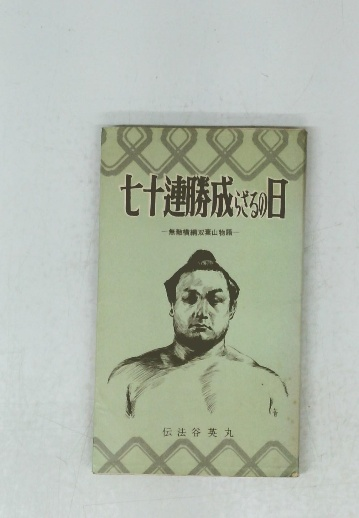 七十連勝成らざるの日
―無敵横綱双葉山物語―
伝法谷英丸